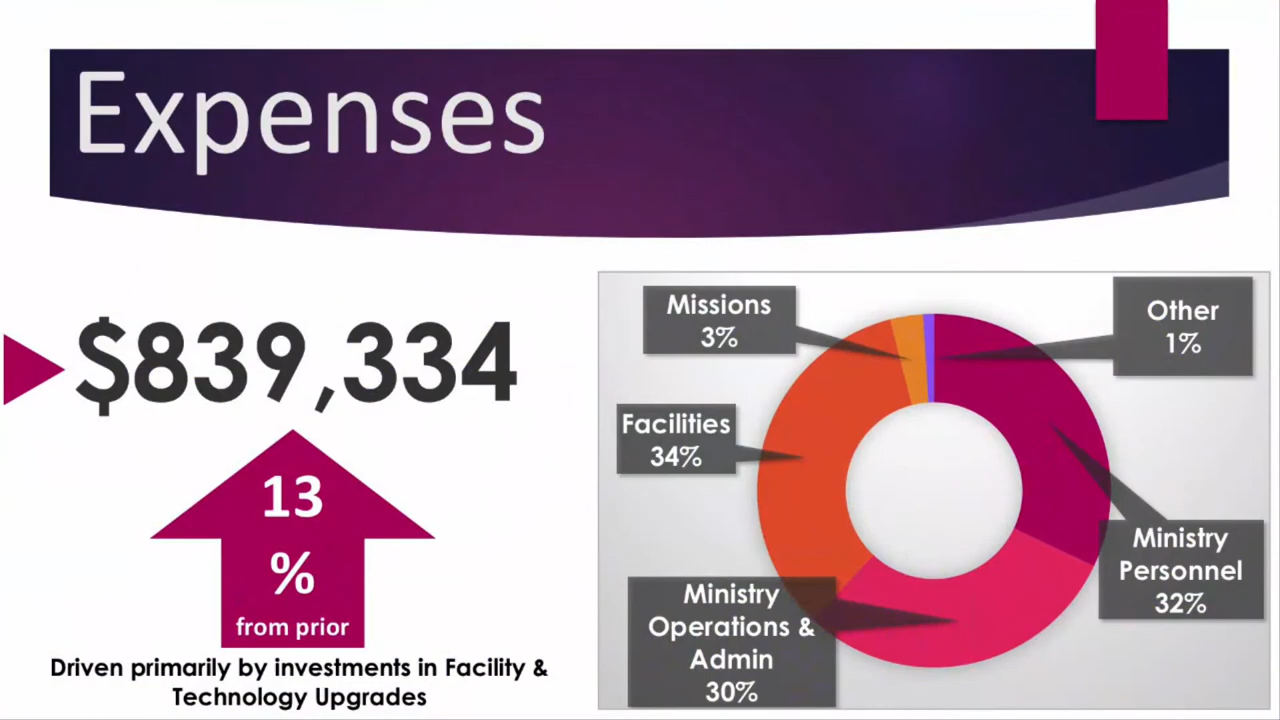 Expenses
$839,334
13
%
from prior
Driven primarily by investments in Facility &
Technology Upgrades
Missions
3%
Other
1%
Facilities
34%
Ministry
Personnel
32%
Ministry
Operations &
Admin
30%